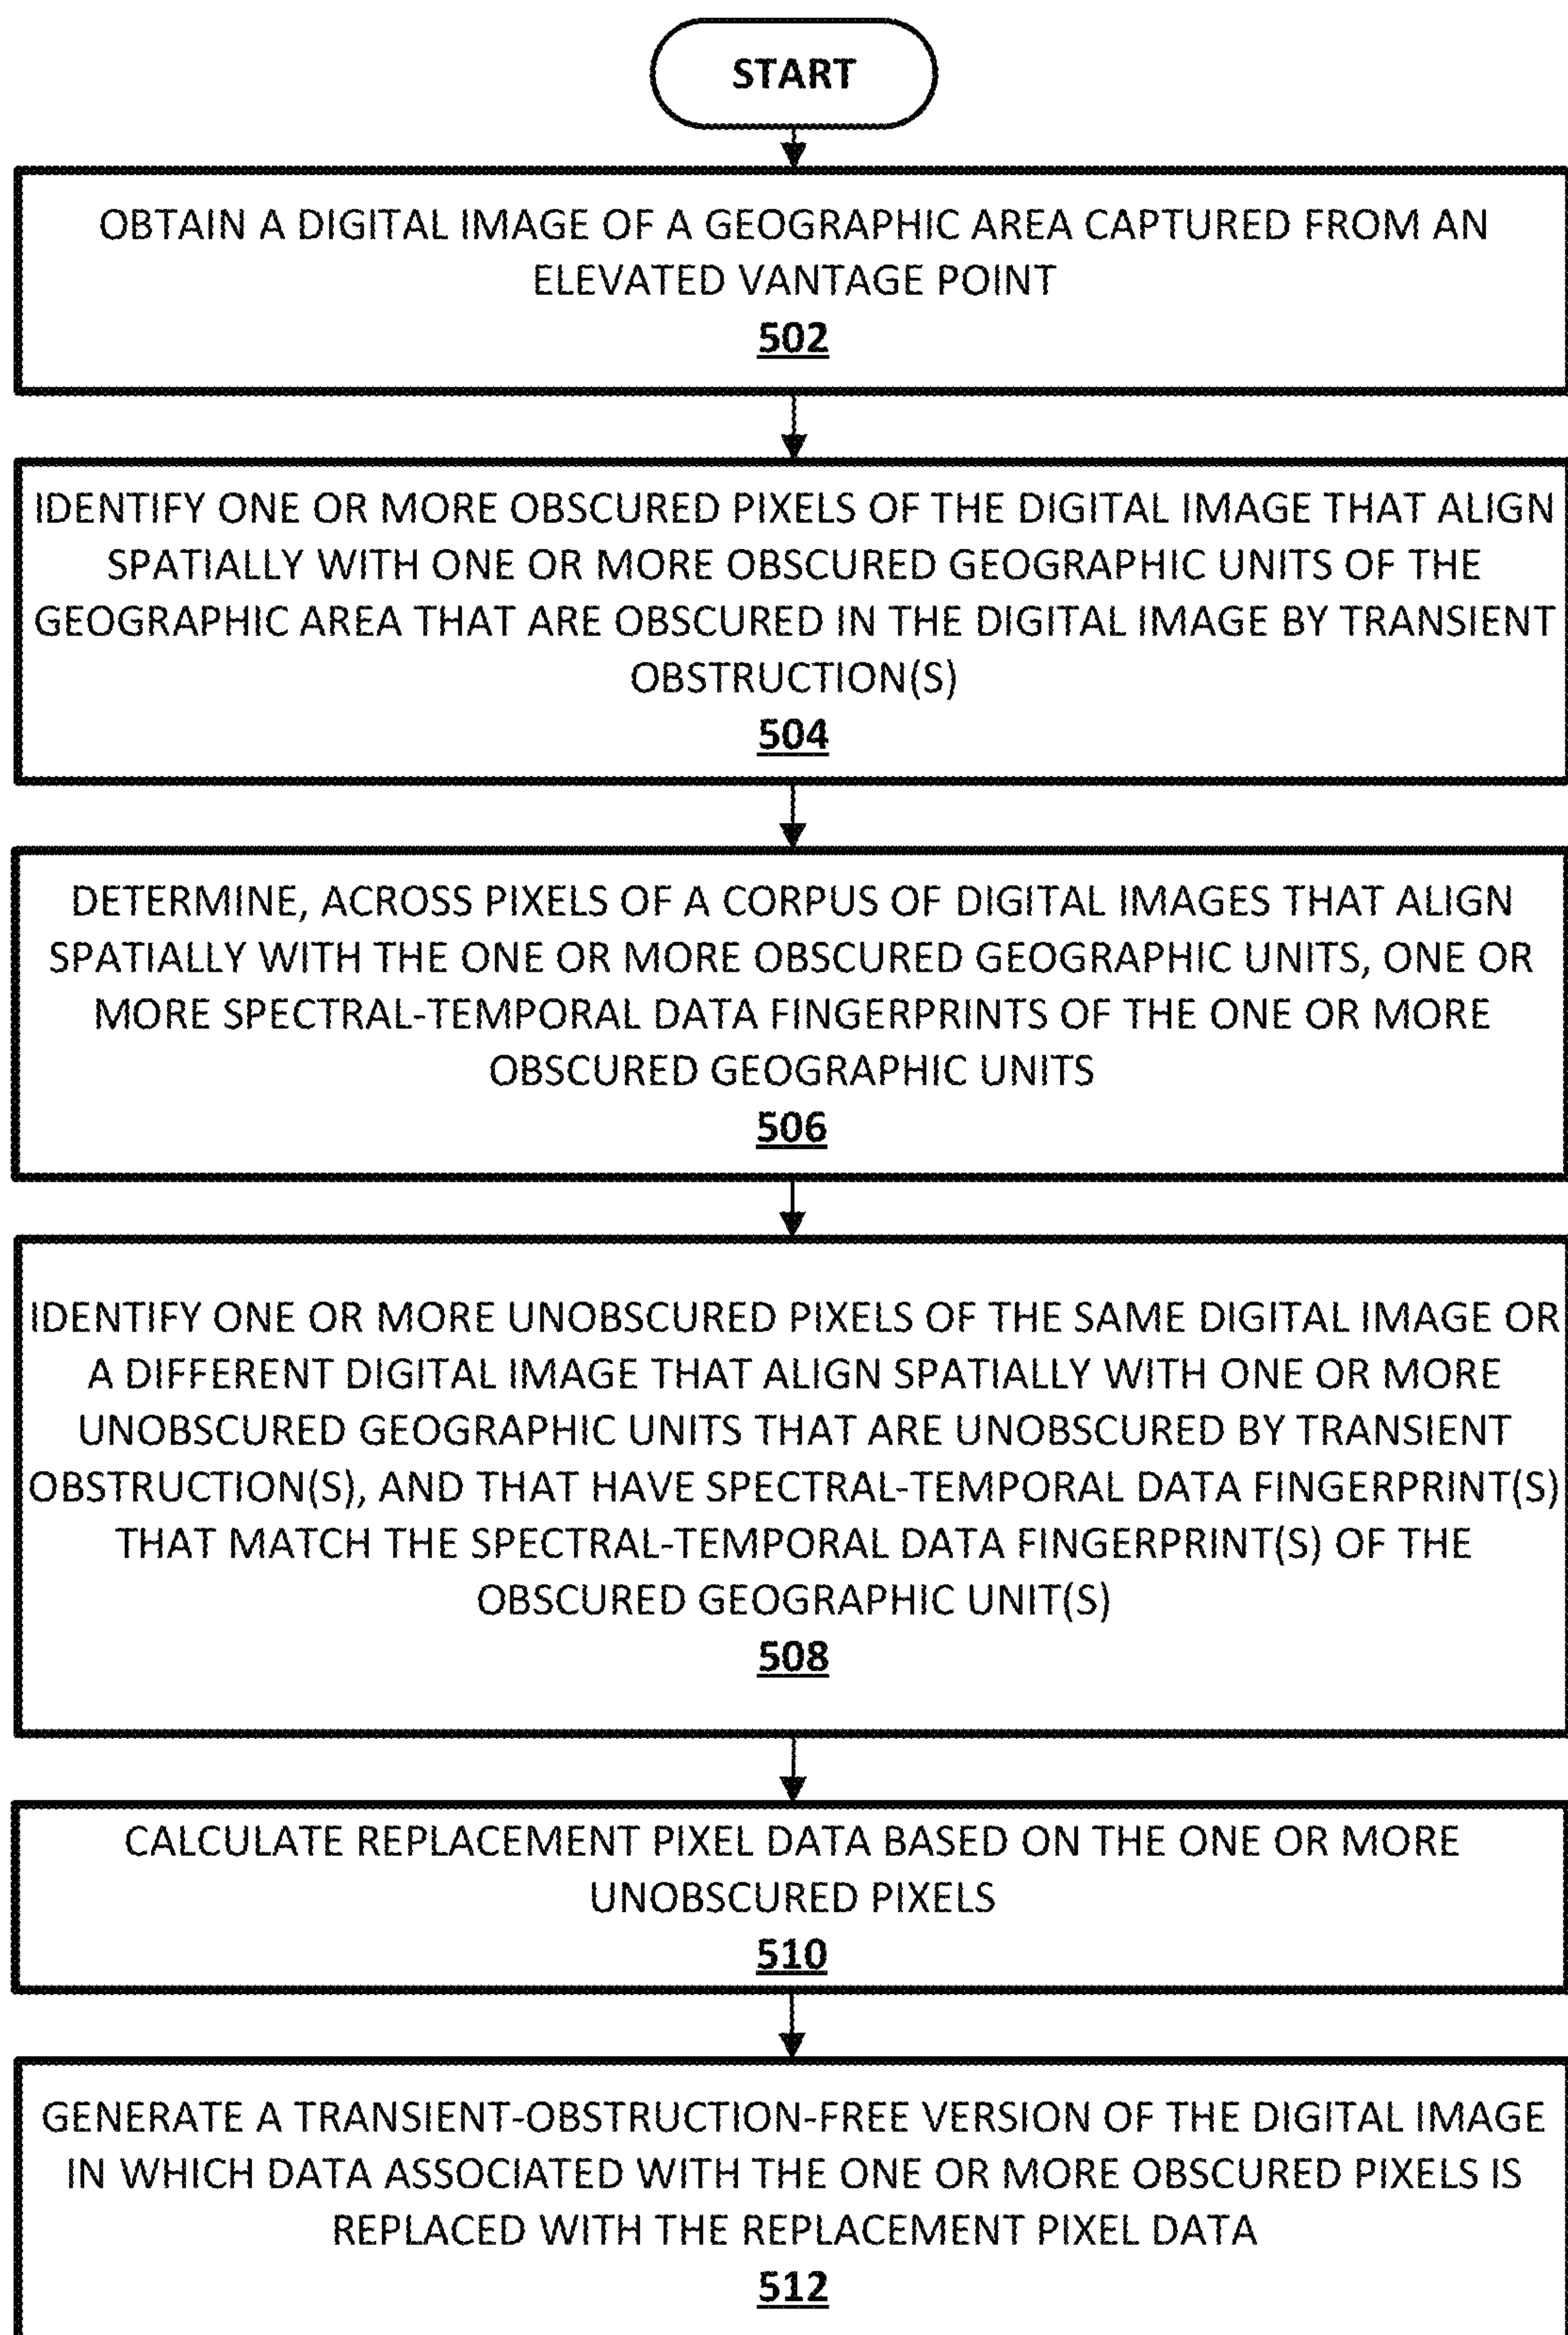 START
OBTAIN A DIGITAL IMAGE OF A GEOGRAPHIC AREA CAPTURED FROM AN
ELEVATED VANTAGE POINT
502
IDENTIFY ONE OR MORE OBSCURED PIXELS OF THE DIGITAL IMAGE THAT ALIGN
SPATIALLY WITH ONE OR MORE OBSCURED GEOGRAPHIC UNITS OF THE
GEOGRAPHIC AREA THAT ARE OBSCURED IN THE DIGITAL IMAGE BY TRANSIENT
OBSTRUCTION(S)
504
DETERMINE, ACROSS PIXELS OF A CORPUS OF DIGITAL IMAGES THAT ALIGN
SPATIALLY WITH THE ONE OR MORE OBSCURED GEOGRAPHIC UNITS, ONE OR
MORE SPECTRAL-TEMPORAL DATA FINGERPRINTS OF THE ONE OR MORE
OBSCURED GEOGRAPHIC UNITS
506
IDENTIFY ONE OR MORE UNOBSCURED PIXELS OF THE SAME DIGITAL IMAGE OR
A DIFFERENT DIGITAL IMAGE THAT ALIGN SPATIALLY WITH ONE OR MORE
UNOBSCURED GEOGRAPHIC UNITS THAT ARE UNOBSCURED BY TRANSIENT
OBSTRUCTION(S), AND THAT HAVE SPECTRAL-TEMPORAL DATA FINGERPRINT(S)
THAT MATCH THE SPECTRAL-TEMPORAL DATA FINGERPRINT(S) OF THE
OBSCURED GEOGRAPHIC UNIT(S)
508
CALCULATE REPLACEMENT PIXEL DATA BASED ON THE ONE OR MORE
UNOBSCURED PIXELS
510
GENERATE A TRANSIENT-OBSTRUCTION-FREE VERSION OF THE DIGITAL IMAGE
IN WHICH DATA ASSOCIATED WITH THE ONE OR MORE OBSCURED PIXELS IS
REPLACED WITH THE REPLACEMENT PIXEL DATA
512